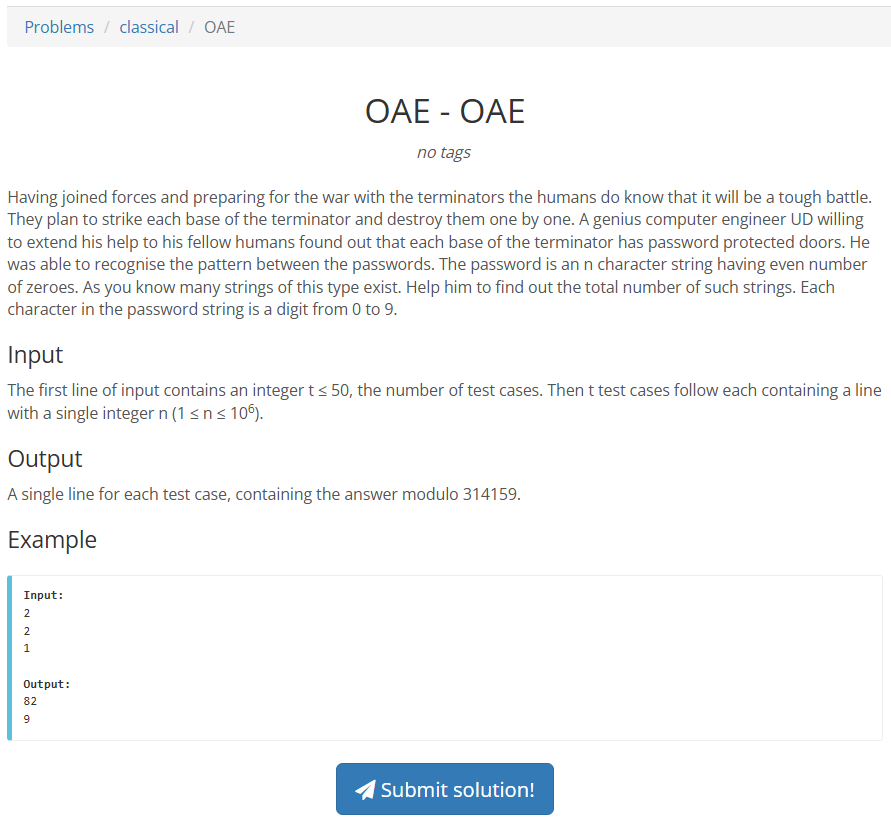 Problems / classical / OAE
OAE - OAE
no tags
Having joined forces and preparing for the war with the terminators the humans do know that it will be a tough battle.
They plan to strike each base of the terminator and destroy them one by one. A genius computer engineer UD willing
to extend his help to his fellow humans found out that each base of the terminator has password protected doors. He
was able to recognise the pattern between the passwords. The password is an n character string having even number
of zeroes. As you know many strings of this type exist. Help him to find out the total number of such strings. Each
character in the password string is a digit from 0 to 9.
Input
The first line of input contains an integer t ≤ 50, the number of test cases. Then t test cases follow each containing a line
with a single integer n (1 ≤ n ≤ 10⁶).
Output
A single line for each test case, containing the answer modulo 314159.
Example
Input:
2
2
1
Output:
82
9
Submit solution!